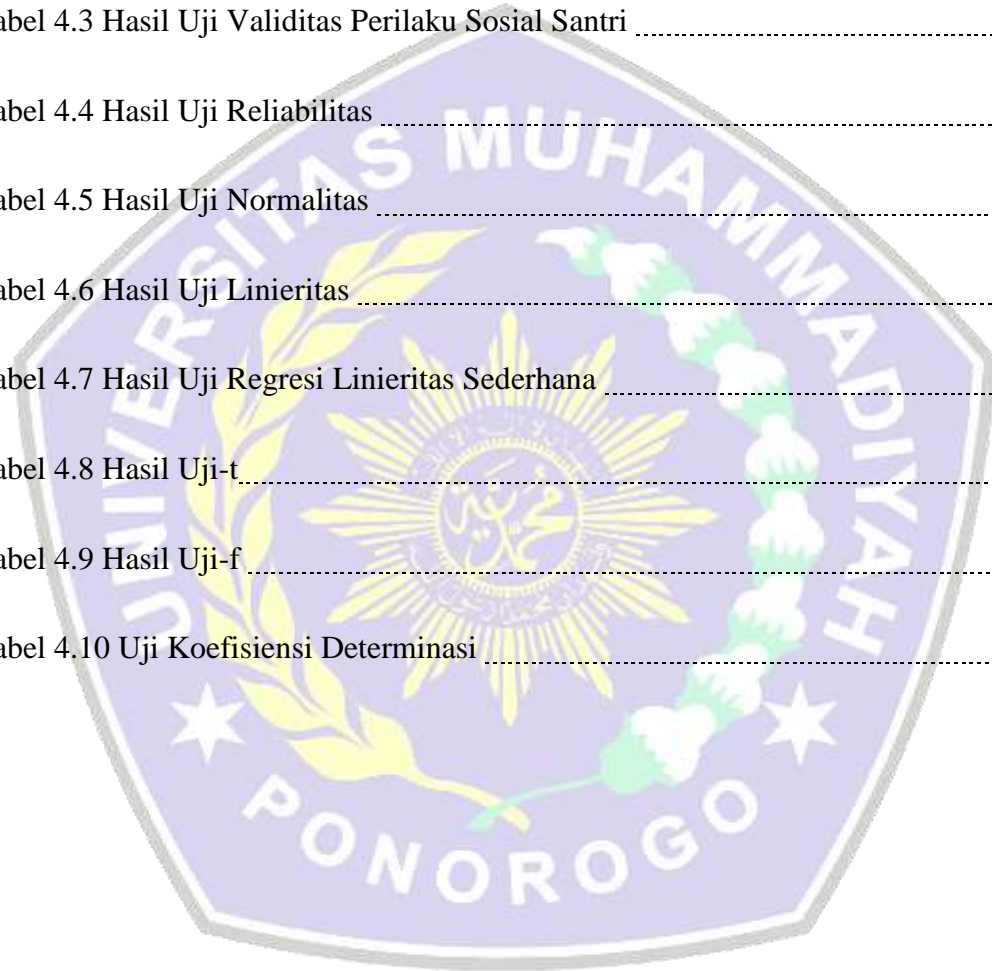 abel 4.3 Hasil Uji Validitas Perilaku Sosial Santri
abel 4.4 Hasil Uji Reliabilitas
abel 4.5 Hasil Uji Normalitas
abel 4.6 Hasil Uji Linieritas
abel 4.7 Hasil Uji Regresi Linieritas Sederhana
abel 4.8 Hasil Uji-t
abel 4.9 Hasil Uji-f
abel 4.10 Uji Koefisiensi Determinasi
UNIVERSITAS MUHAMMADIYAH
PONOROGO